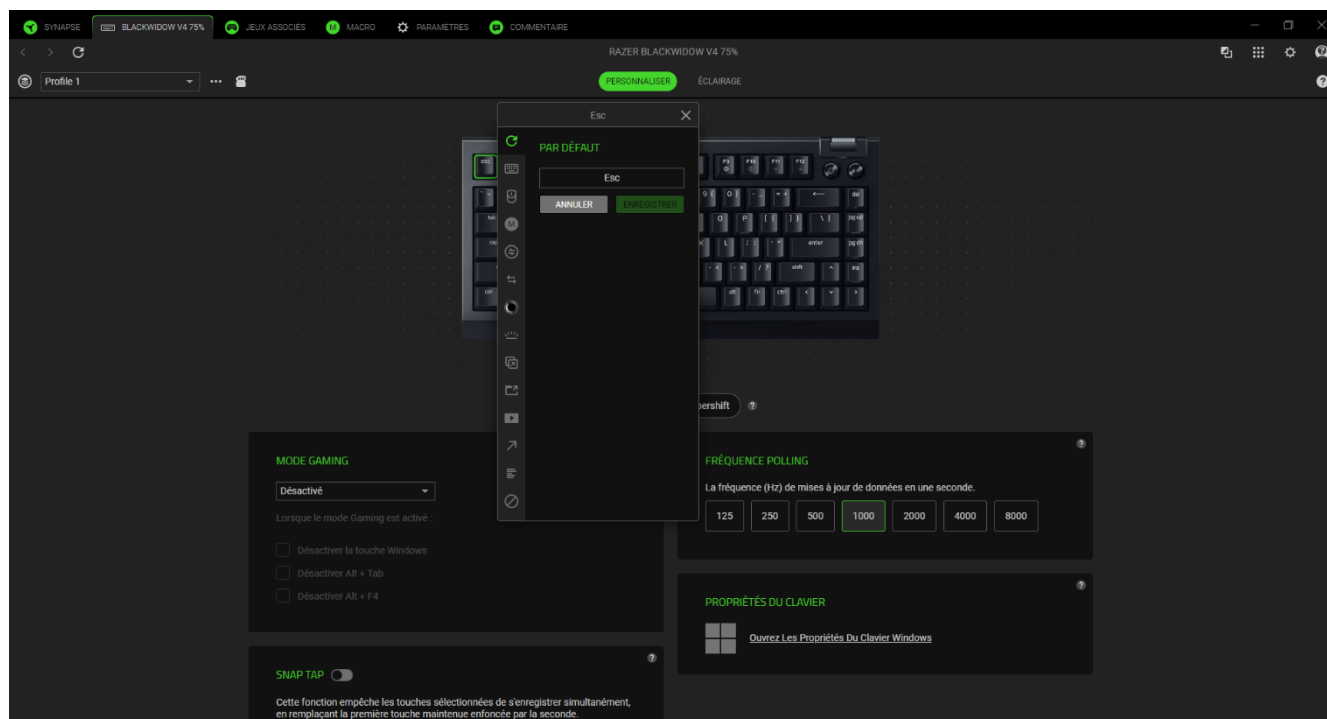 SYNAPSE BLACKWIDOW V4 75% JEUX ASSOCIÉS MACRO PARAMÈTRES COMMENTAIRE
RAZER BLACKWIDOW V4 75%
Profile 1
PERSONNALISER ÉCLAIRAGE
Esc
PAR DÉFAUT
Esc
ANNULER ENREGISTRER
pershift
MODE GAMING
Désactivé
Lorsque le mode Gaming est activé :
Désactiver la touche Windows
Désactiver Alt + Tab
Désactiver Alt + F4
FRÉQUENCE POLLING
La fréquence (Hz) de mises à jour de données en une seconde.
125 250 500 1000 2000 4000 8000
PROPRIÉTÉS DU CLAVIER
Ouvrez Les Propriétés Du Clavier Windows
SNAP TAP
Cette fonction empêche les touches sélectionnées de s'enregistrer simultanément,
en remplaçant la première touche maintenue enfoncée par la seconde.